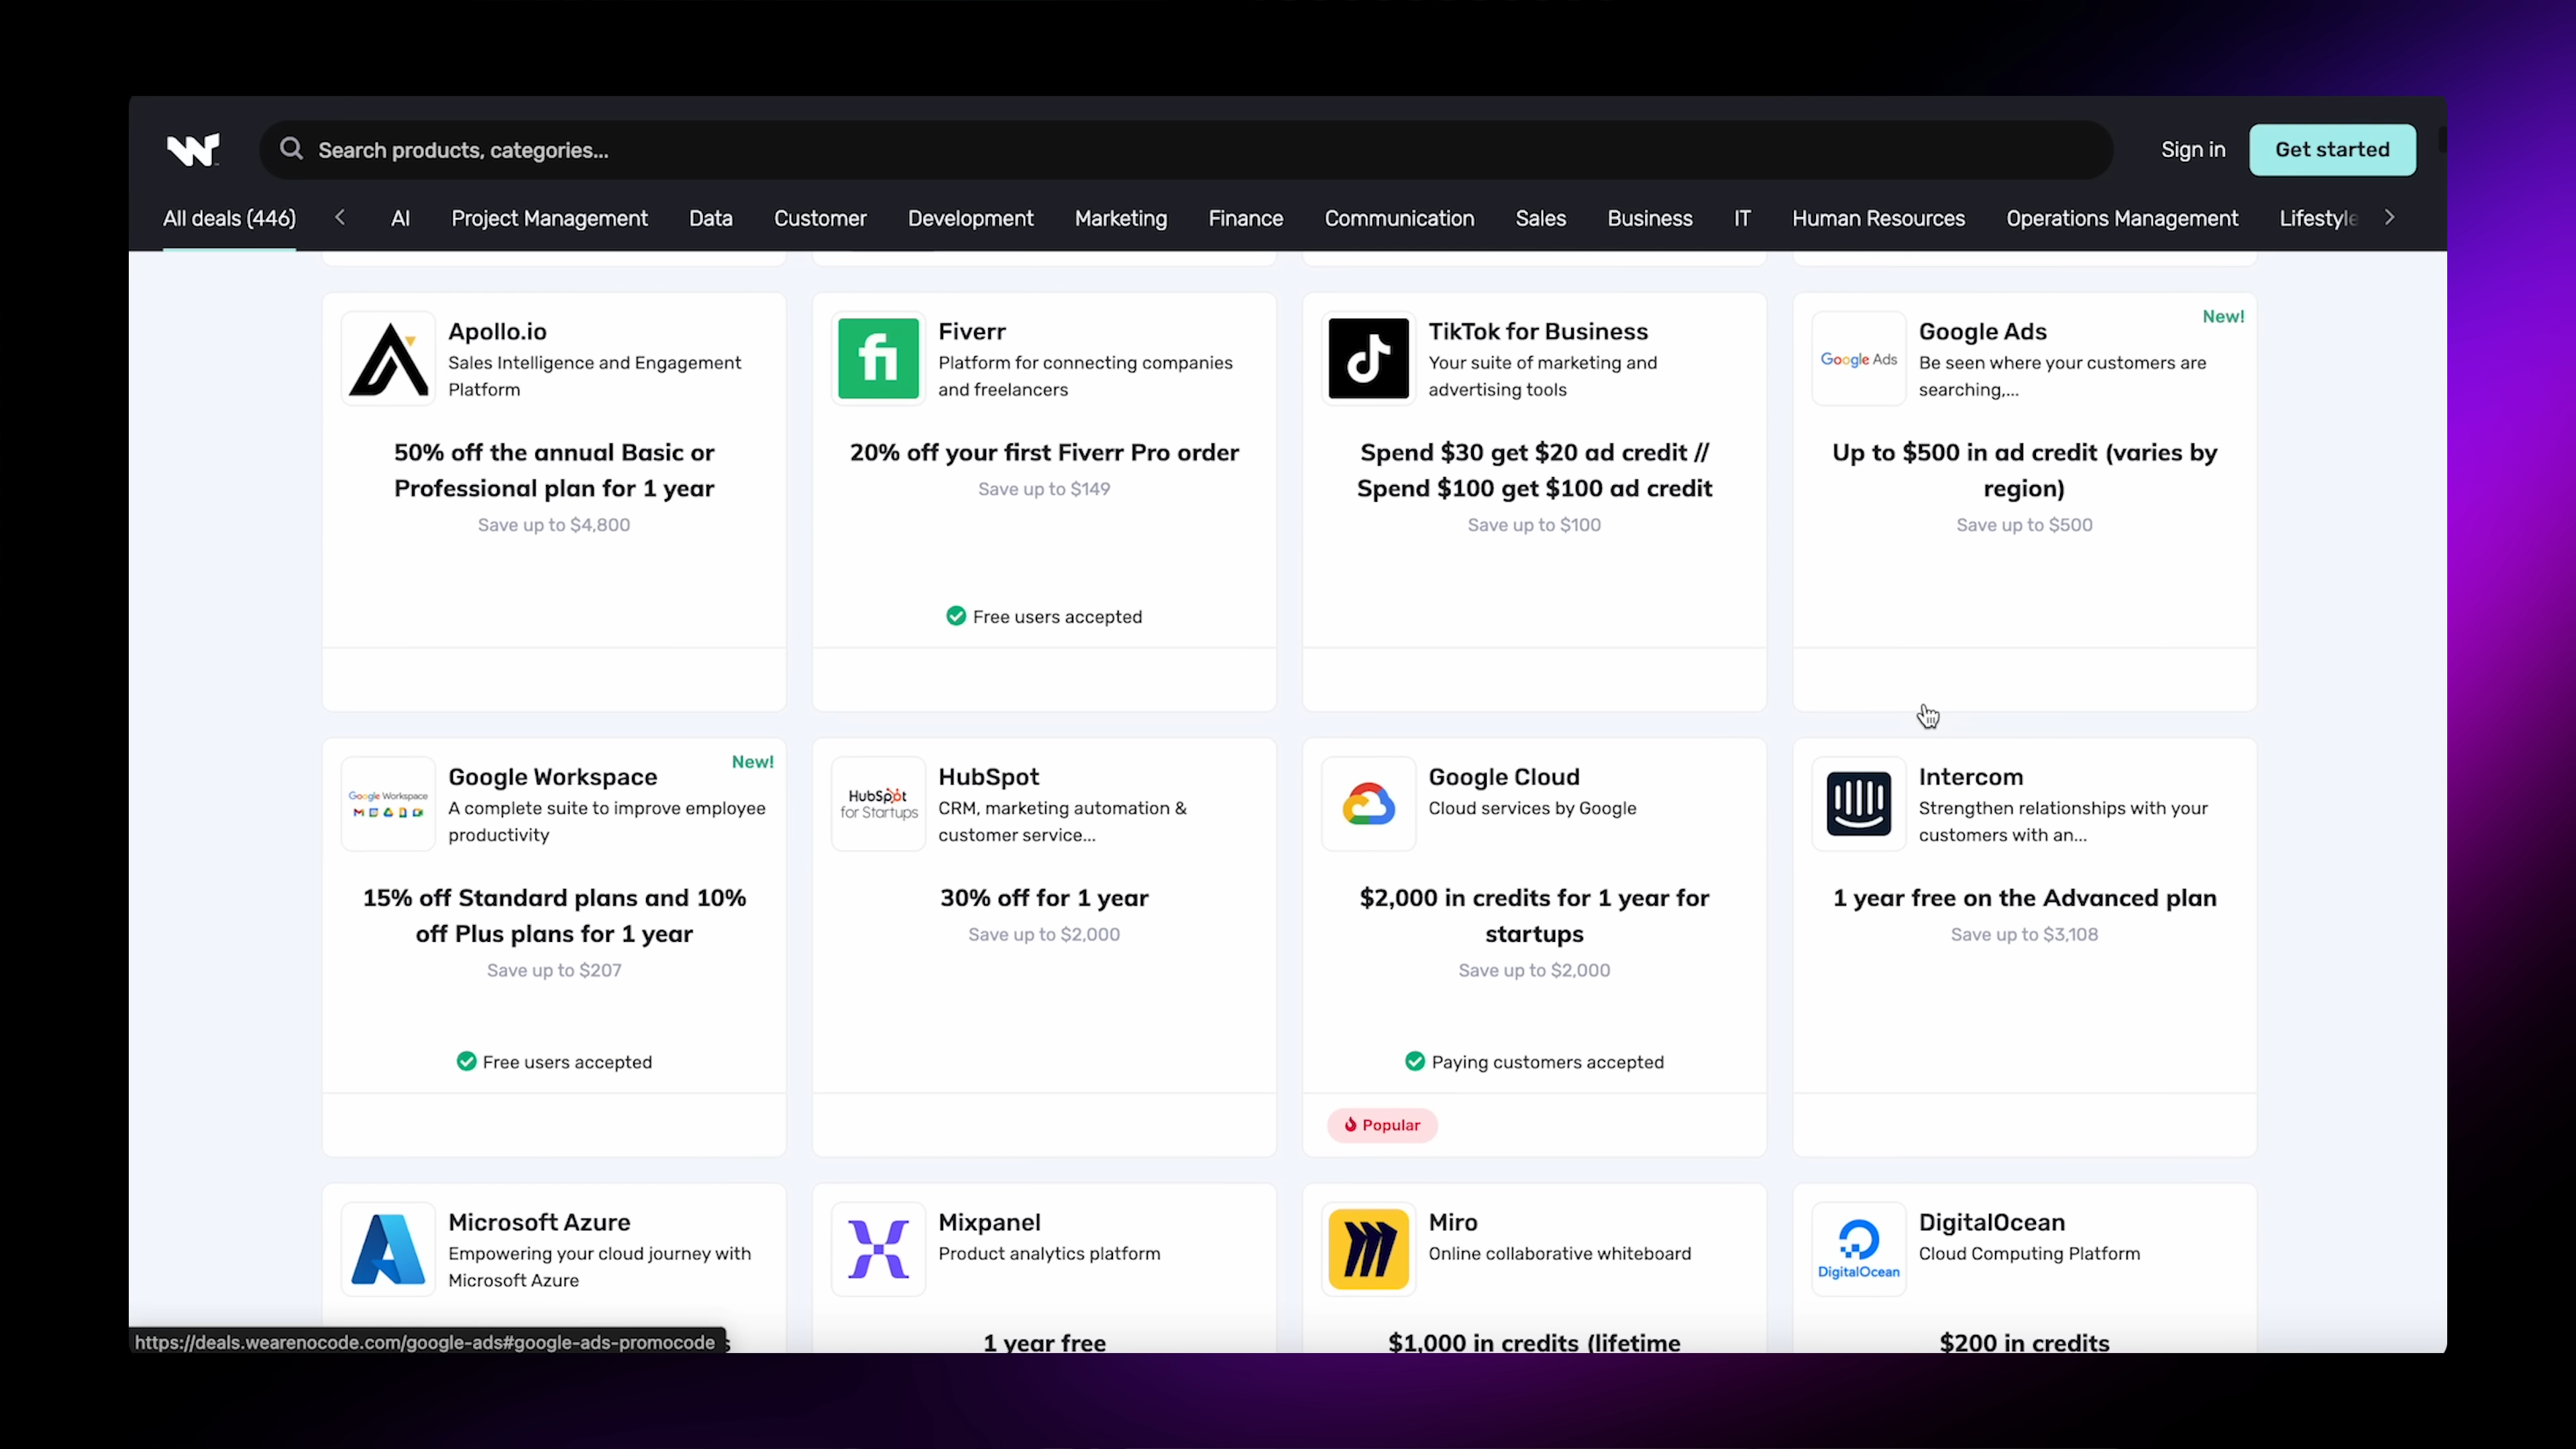 Search products, categories...
Sign in
Get started
All deals (446)
AI
Project Management
Data
Customer
Development
Marketing
Finance
Communication
Sales
Business
IT
Human Resources
Operations Management
Lifestyle
Apollo.io
Sales Intelligence and Engagement
Platform
50% off the annual Basic or
Professional plan for 1 year
Save up to $4,800
Fiverr
Platform for connecting companies
and freelancers
20% off your first Fiverr Pro order
Save up to $149
Free users accepted
TikTok for Business
Your suite of marketing and
advertising tools
Spend $30 get $20 ad credit //
Spend $100 get $100 ad credit
Save up to $100
New!
Google Ads
Google Ads
Be seen where your customers are
searching,...
Up to $500 in ad credit (varies by
region)
Save up to $500
New!
Google Workspace
Google Workspace
A complete suite to improve employee
productivity
15% off Standard plans and 10%
off Plus plans for 1 year
Save up to $207
Free users accepted
HubSpot
for Startups
HubSpot
CRM, marketing automation &
customer service...
30% off for 1 year
Save up to $2,000
Google Cloud
Cloud services by Google
$2,000 in credits for 1 year for
startups
Save up to $2,000
Paying customers accepted
Popular
Intercom
Strengthen relationships with your
customers with an...
1 year free on the Advanced plan
Save up to $3,108
Microsoft Azure
Empowering your cloud journey with
Microsoft Azure
Mixpanel
Product analytics platform
1 year free
Miro
Online collaborative whiteboard
$1,000 in credits (lifetime
DigitalOcean
DigitalOcean
Cloud Computing Platform
$200 in credits
https://deals.wearenocode.com/google-ads#google-ads-promocode